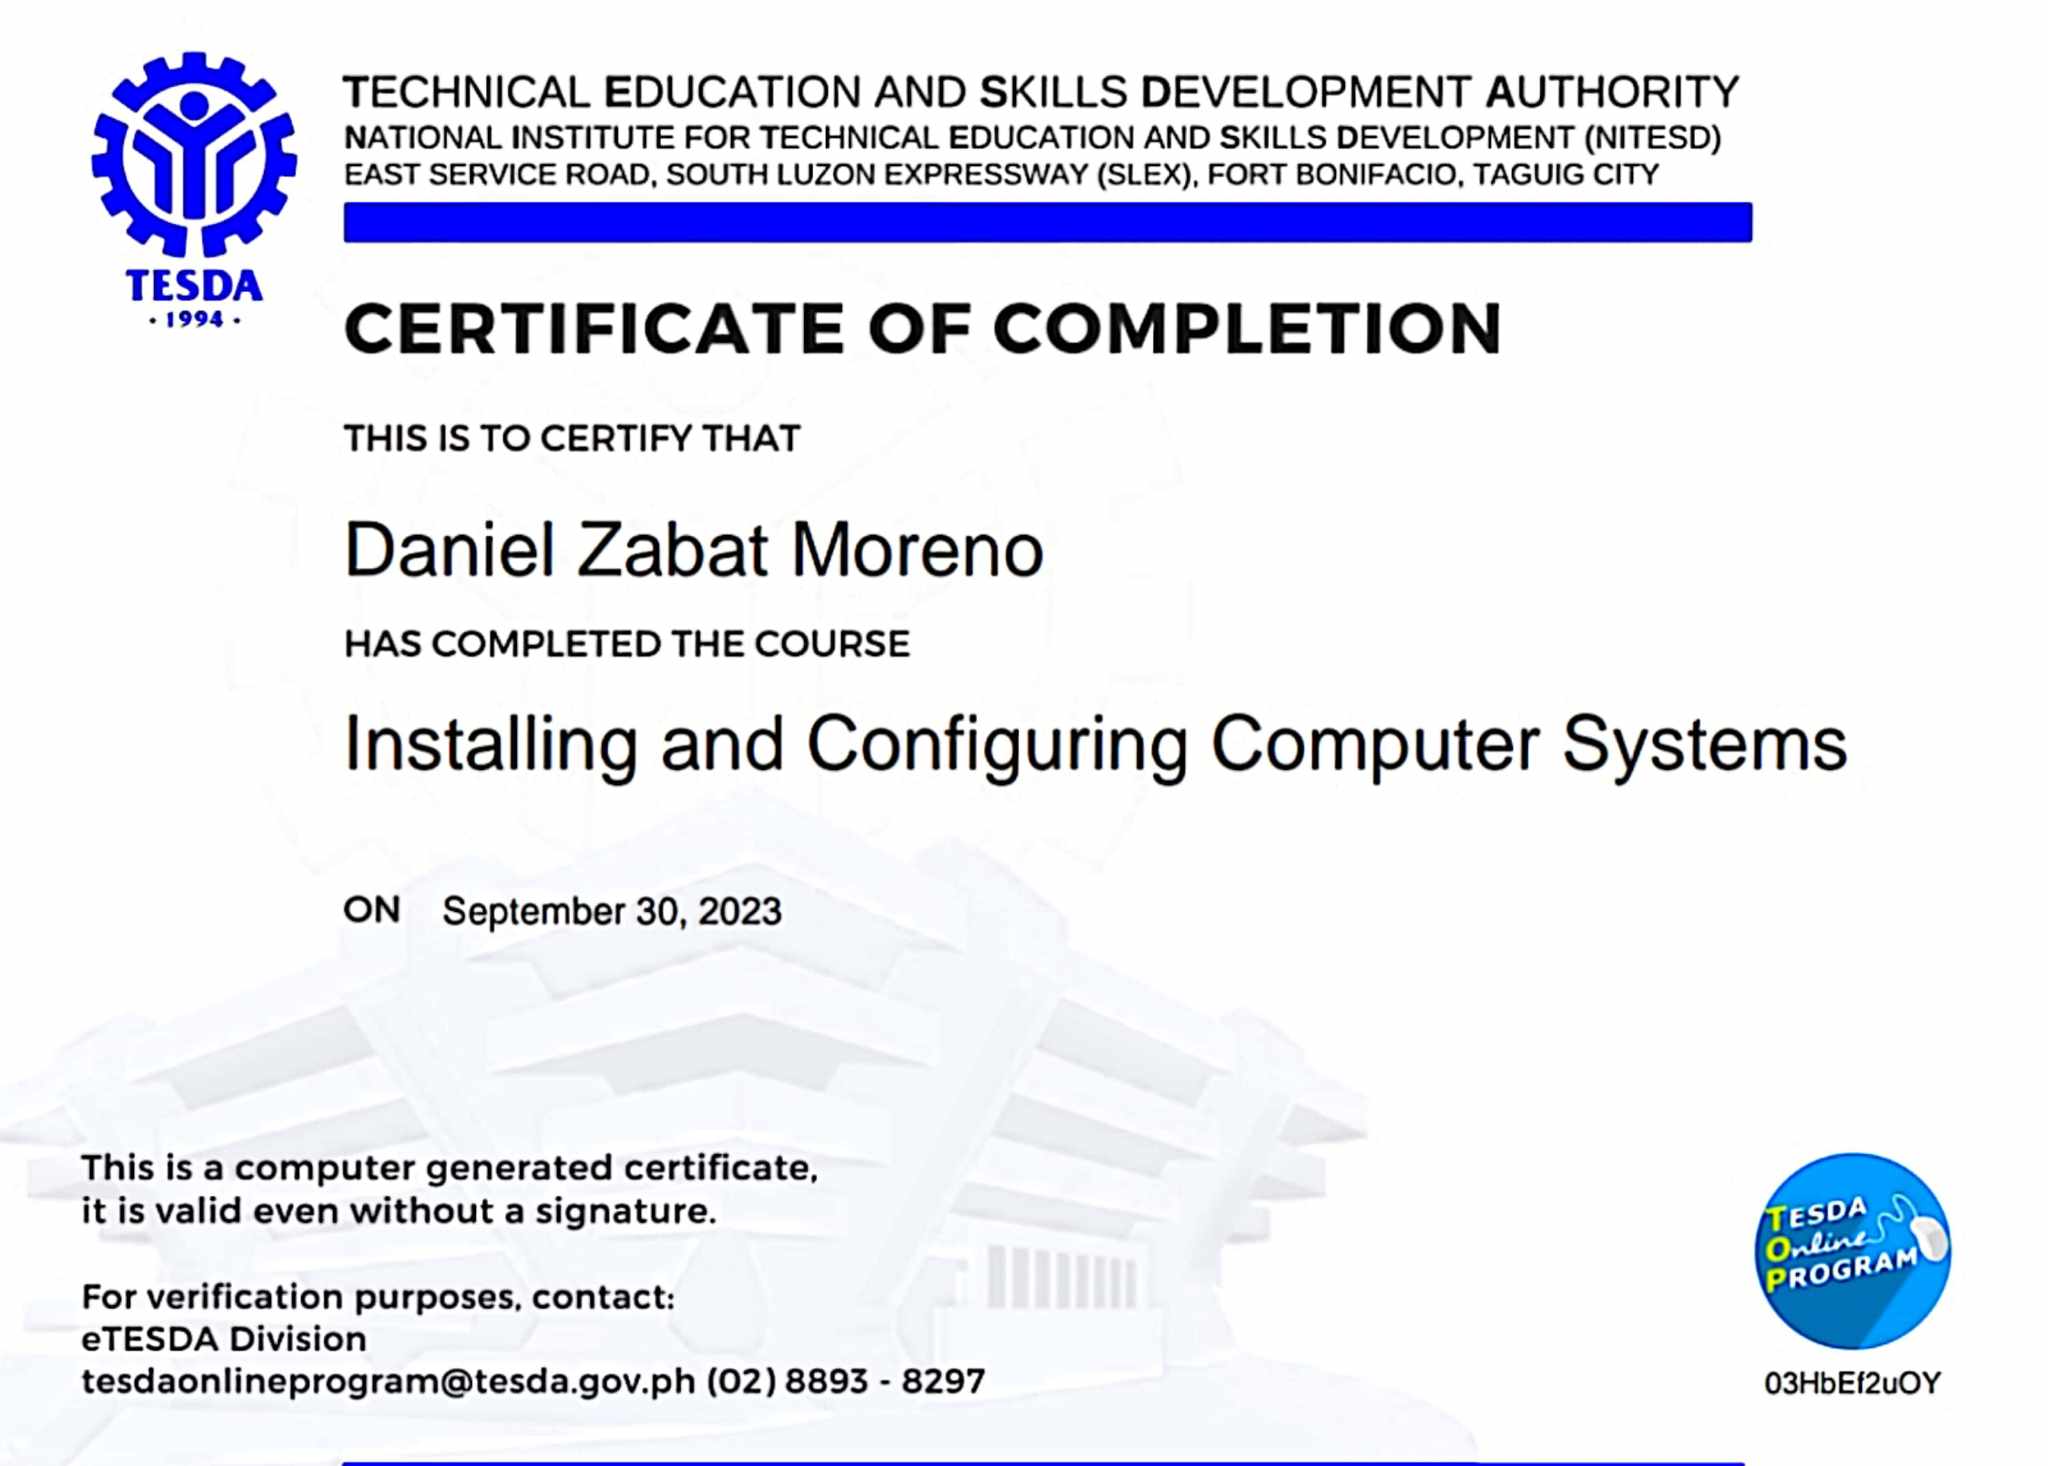 TECHNICAL EDUCATION AND SKILLS DEVELOPMENT AUTHORITY
NATIONAL INSTITUTE FOR TECHNICAL EDUCATION AND SKILLS DEVELOPMENT (NITESD)
EAST SERVICE ROAD, SOUTH LUZON EXPRESSWAY (SLEX), FORT BONIFACIO, TAGUIG CITY
TESDA
· 1994 ·
CERTIFICATE OF COMPLETION
THIS IS TO CERTIFY THAT
Daniel Zabat Moreno
HAS COMPLETED THE COURSE
Installing and Configuring Computer Systems
ON September 30, 2023
This is a computer generated certificate,
it is valid even without a signature.
For verification purposes, contact:
eTESDA Division
tesdaonlineprogram@tesda.gov.ph (02) 8893 - 8297
TESDA
Online
PROGRAM
03HbEf2uOY